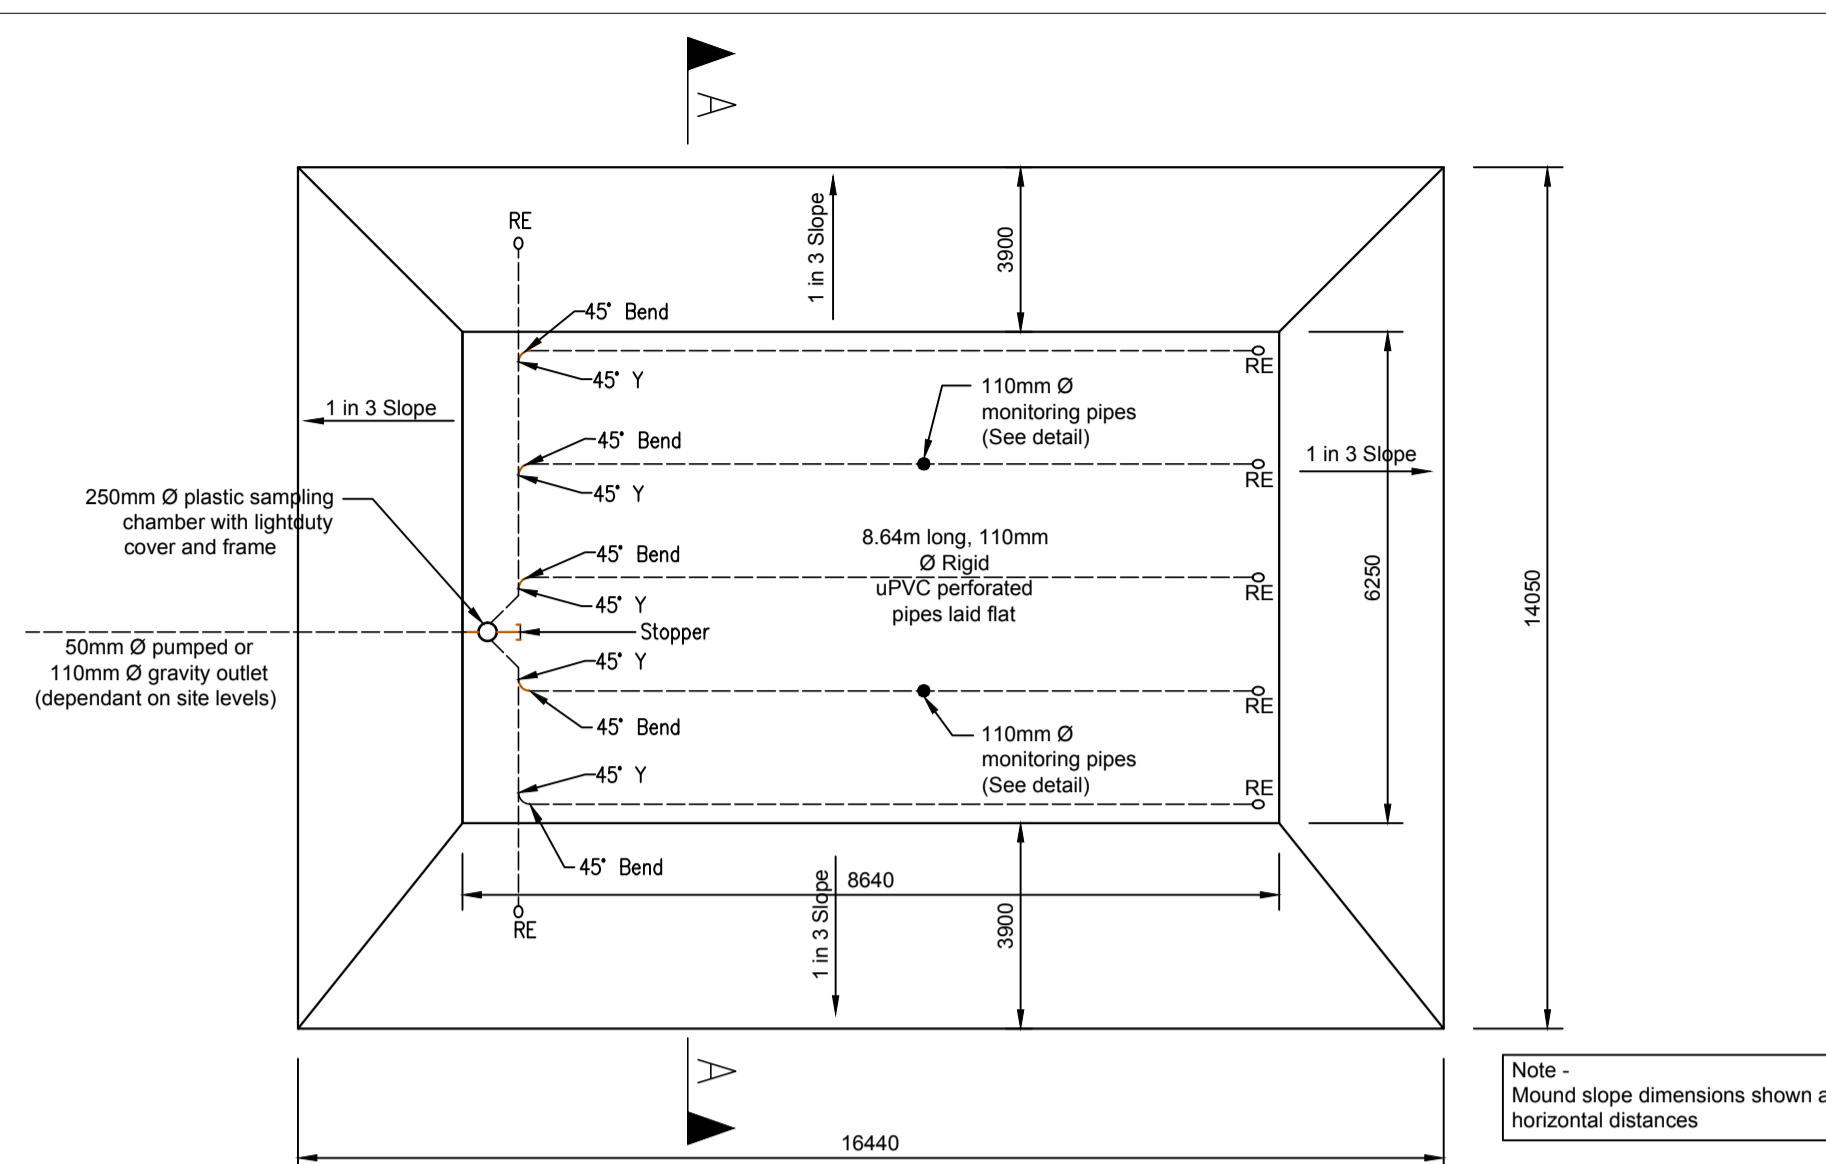 A
RE
1 in 3 Slope
3900
45° Bend
45° Y
RE
110mm Ø
monitoring pipes
(See detail)
1 in 3 Slope
45° Bend
45° Y
RE
1 in 3 Slope
250mm Ø plastic sampling
chamber with lightduty
cover and frame
45° Bend
45° Y
8.64m long, 110mm
Ø Rigid
uPVC perforated
pipes laid flat
RE
6250
14050
Stopper
50mm Ø pumped or
110mm Ø gravity outlet
(dependant on site levels)
45° Y
45° Bend
RE
110mm Ø
monitoring pipes
(See detail)
45° Y
RE
45° Bend
8640
1 in 3 Slope
3900
RE
A
Note -
Mound slope dimensions shown a
horizontal distances
16440